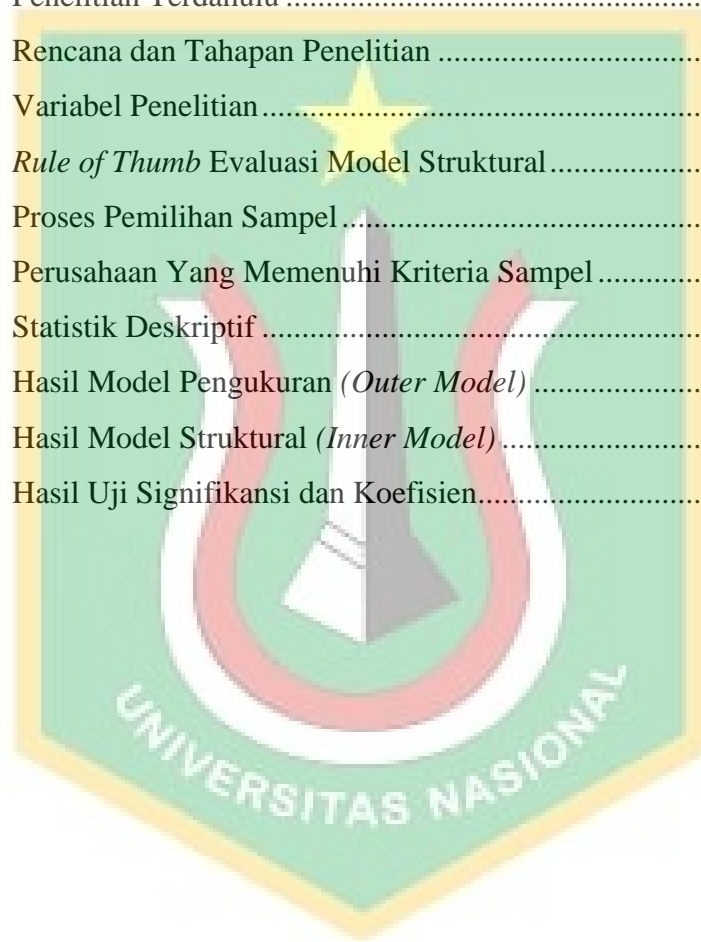 Penelitian Terdahulu ........................................................
Rencana dan Tahapan Penelitian ...................................
Variabel Penelitian ..........................................................
Rule of Thumb Evaluasi Model Struktural ....................
Proses Pemilihan Sampel ...............................................
Perusahaan Yang Memenuhi Kriteria Sampel ..............
Statistik Deskriptif ..........................................................
Hasil Model Pengukuran (Outer Model) ......................
Hasil Model Struktural (Inner Model) ..........................
Hasil Uji Signifikansi dan Koefisien.............................
UNIVERSITAS NASIONAL